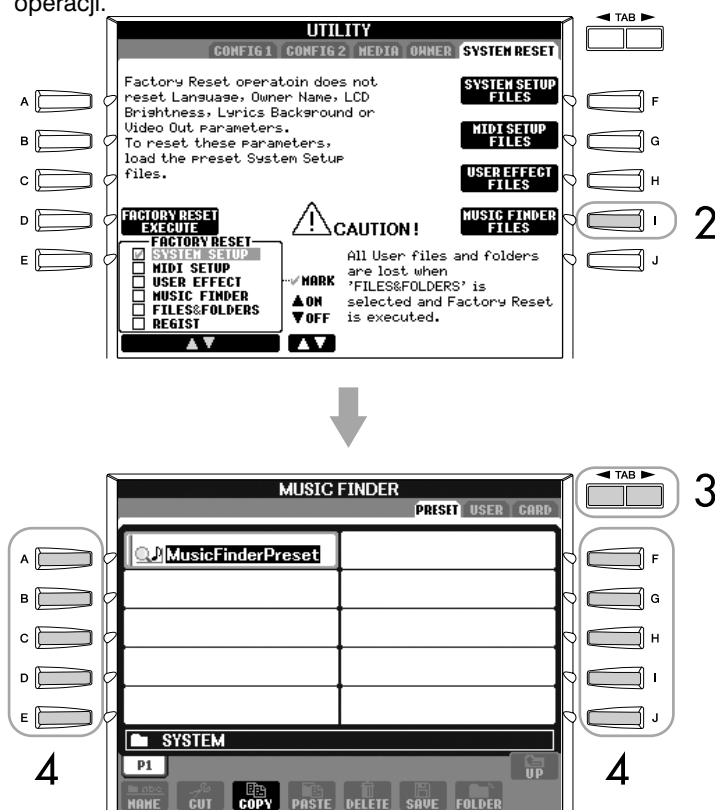 operacji.
◄ TAB ►
UTILITY
CONFIG 1 CONFIG 2 MEDIA OWNER SYSTEM RESET
Factory Reset operatoin does not
reset Language, Owner Name, LCD
Brightness, Lyrics Background or
Video Out parameters.
To reset these parameters,
load the preset System Setup
files.
SYSTEM SETUP
FILES
MIDI SETUP
FILES
USER EFFECT
FILES
MUSIC FINDER
FILES
A
B
C
D
E
F
G
H
I
J
2
FACTORY RESET
EXECUTE
FACTORY RESET
SYSTEM SETUP
MIDI SETUP
USER EFFECT
MUSIC FINDER
FILES&FOLDERS
REGIST
▲▼
MARK
▲ON
▼OFF
▲▼
CAUTION!
All User files and folders
are lost when
'FILES&FOLDERS' is
selected and Factory Reset
is executed.
◄ TAB ►
3
MUSIC FINDER
PRESET USER CARD
MusicFinderPreset
A
B
C
D
E
4
F
G
H
I
J
4
SYSTEM
P1
UP
NAME CUT COPY PASTE DELETE SAVE FOLDER